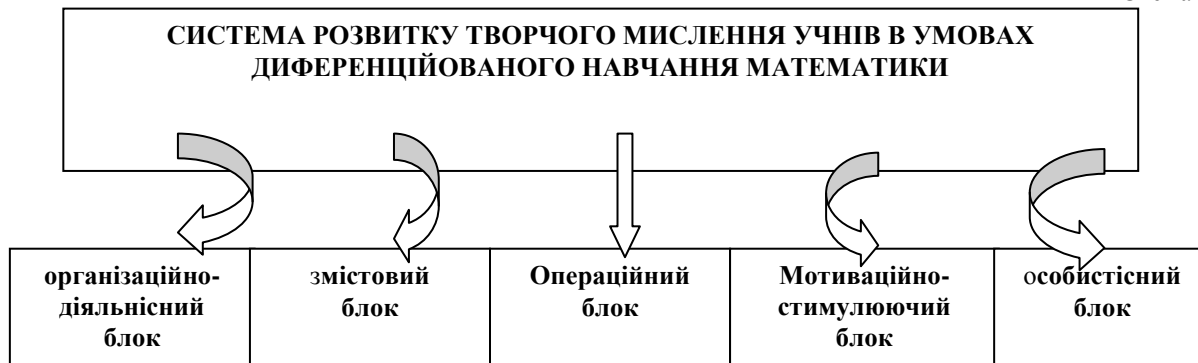 СИСТЕМА РОЗВИТКУ ТВОРЧОГО МИСЛЕННЯ УЧНІВ В УМОВАХ
ДИФЕРЕНЦІЙОВАНОГО НАВЧАННЯ МАТЕМАТИКИ
організаційно-
діяльнісний
блок
змістовий
блок
Операційний
блок
Мотиваційно-
стимулюючий
блок
особистісний
блок